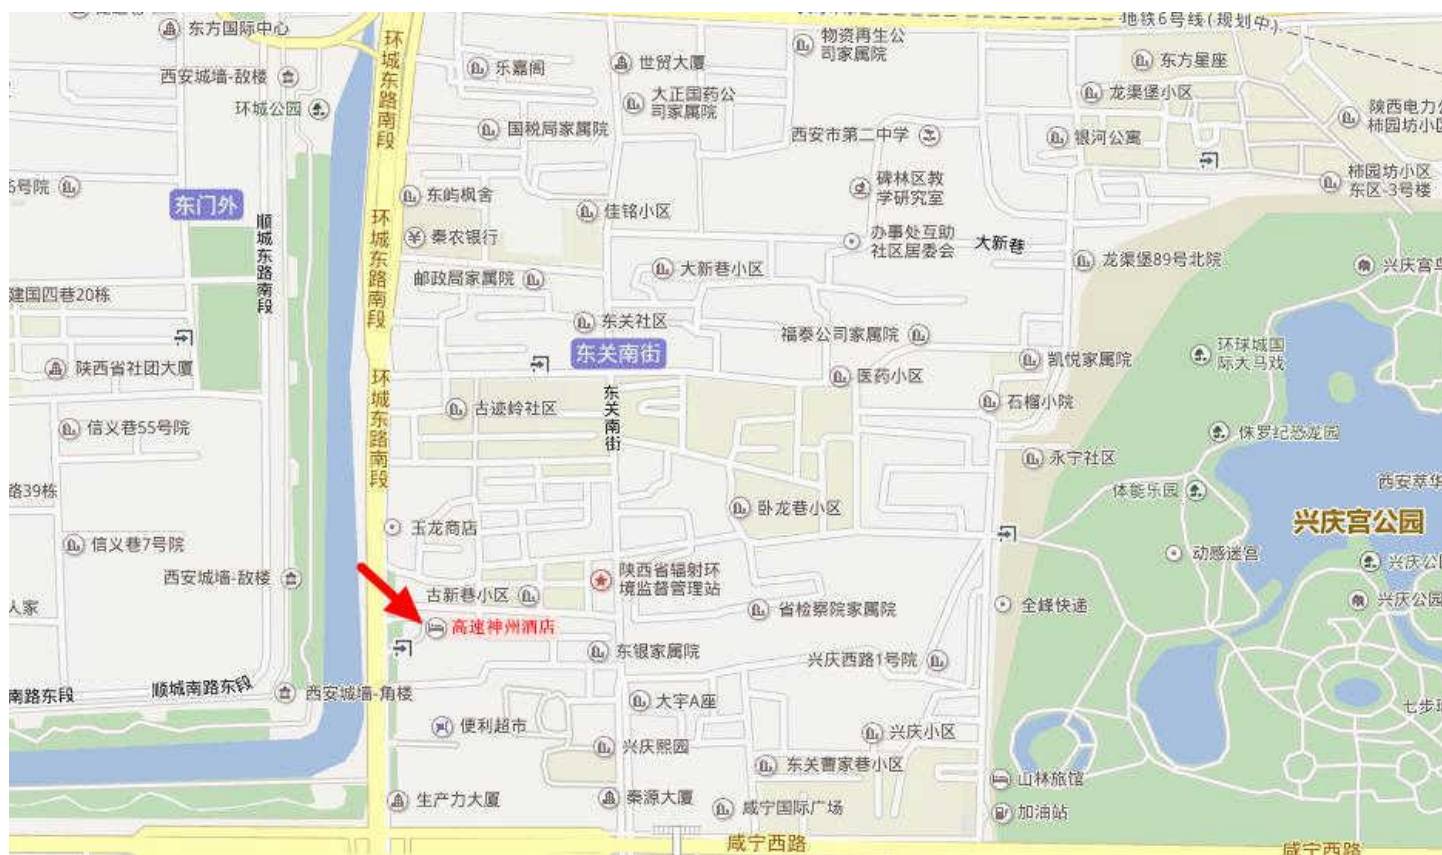 东方国际中心
西安城墙-敌楼
环城公园
环城东路南段
乐嘉阁
世贸大厦
物资再生公
司家属院
地铁6号线(规划中)
东方星座
大正国药公
司家属院
国税局家属院
西安市第二中学
龙渠堡小区
银河公寓
陕西电力公
柿园坊小区
柿园坊小区
东区-3号楼
号院
东门外
顺城东路南段
东屿枫舍
环城东路南段
秦农银行
佳铭小区
碑林区教
学研究室
办事处互助
社区居委会
大新巷
龙渠堡89号北院
兴庆宫
建国四巷20栋
邮政局家属院
大新巷小区
东关社区
东关南街
福泰公司家属院
医药小区
凯悦家属院
环球城国
际大马戏
陕西省社团大厦
环城东路南段
古迹岭社区
东关南街
石榴小院
信义巷55号院
侏罗纪恐龙园
永宁社区
体能乐园
西安萃华
路39栋
玉龙商店
卧龙巷小区
兴庆宫公园
信义巷7号院
动感迷宫
兴庆公
西安城墙-敌楼
陕西省辐射环
境监督管理站
古新巷小区
人家
省检察院家属院
全峰快递
兴庆公园
高速神州酒店
东银家属院
兴庆西路1号院
南路东段
顺城南路东段
西安城墙-角楼
大宇A座
七步
便利超市
兴庆熙园
兴庆小区
东关曹家巷小区
山林旅馆
生产力大厦
秦源大厦
咸宁国际广场
加油站
咸宁西路
咸宁西路